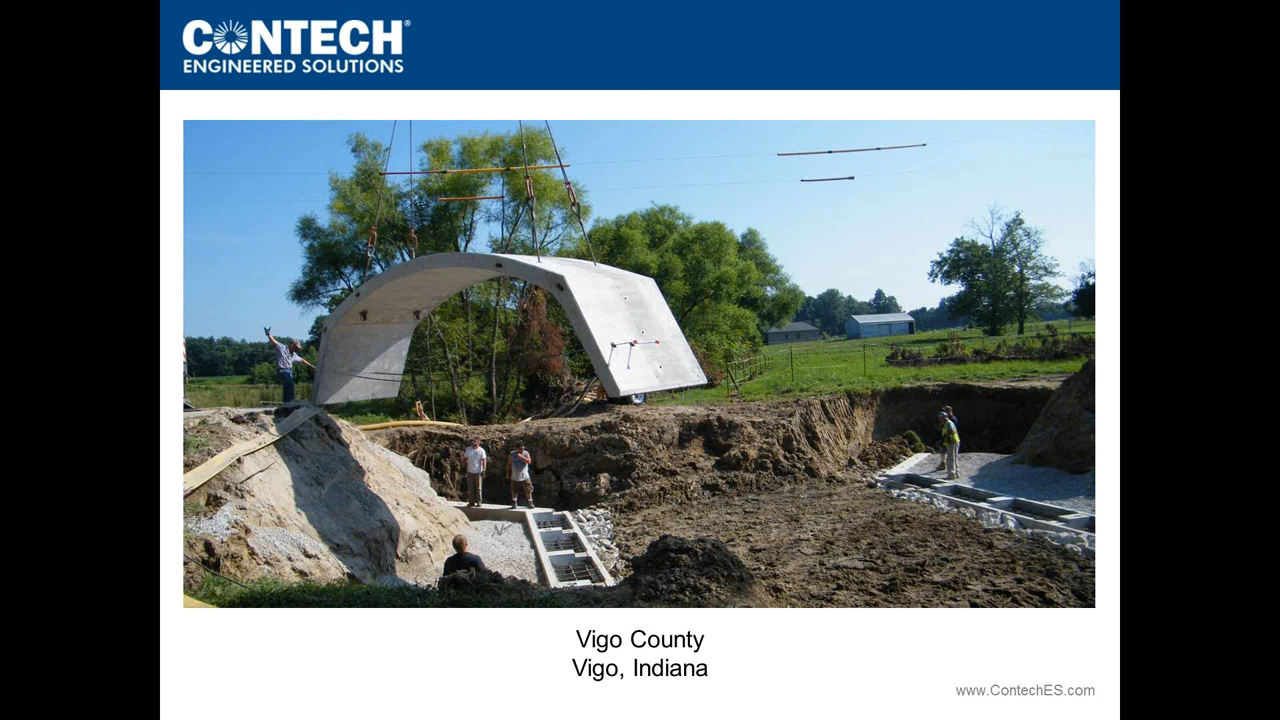 CONTECH®
ENGINEERED SOLUTIONS
Vigo County
Vigo, Indiana
www.ContechES.com